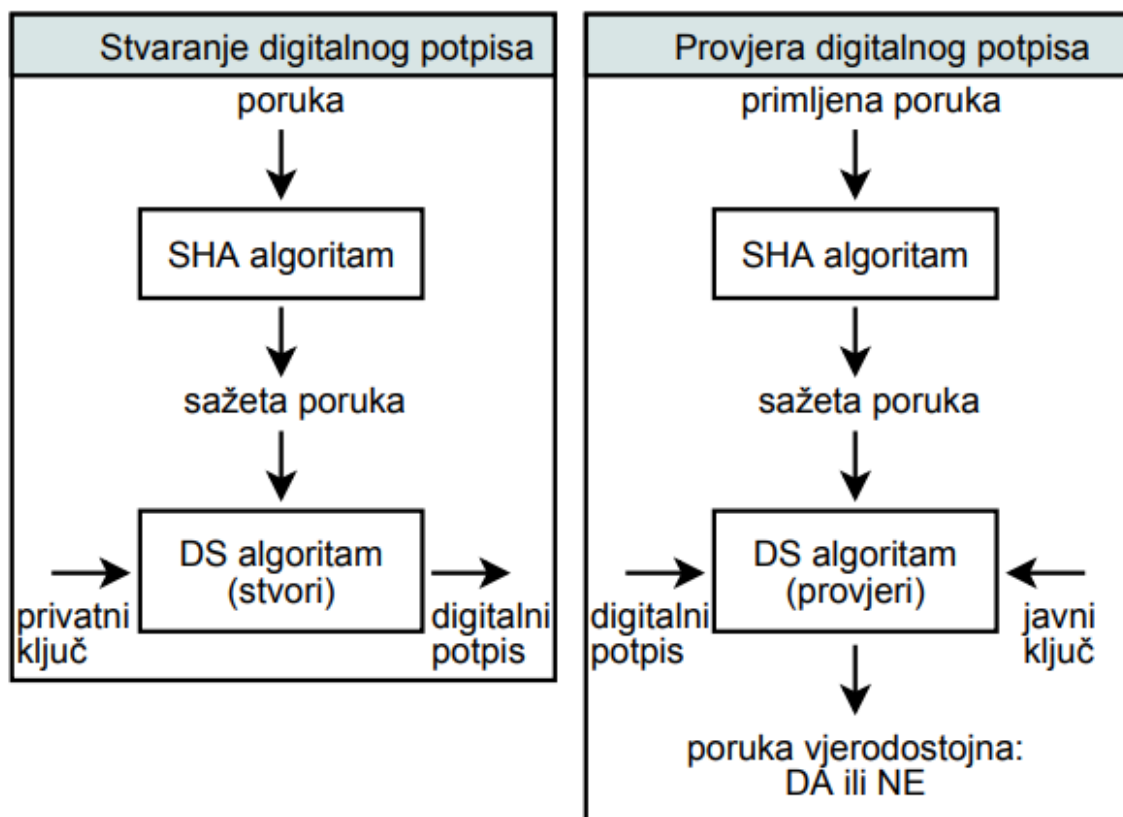 Stvaranje digitalnog potpisa
poruka
SHA algoritam
sažeta poruka
DS algoritam
(stvori)
privatni
ključ
digitalni
potpis
Provjera digitalnog potpisa
primljena poruka
SHA algoritam
sažeta poruka
DS algoritam
(provjeri)
digitalni
potpis
javni
ključ
poruka vjerodostojna:
DA ili NE